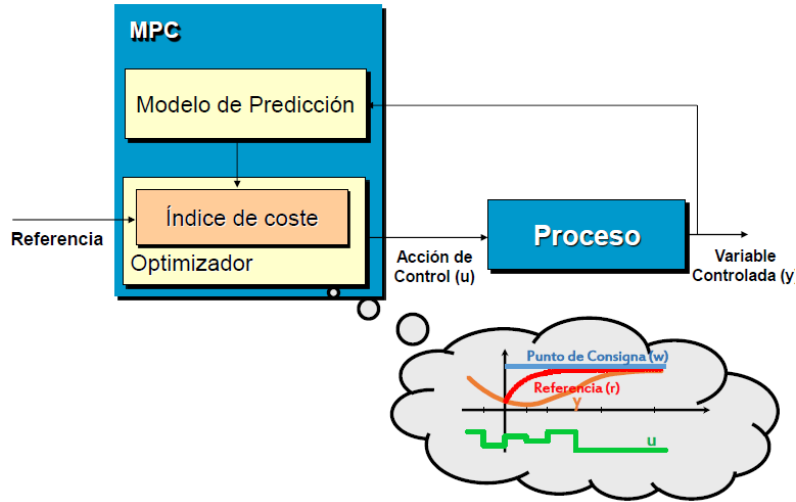 MPC
Modelo de Predicción
Índice de coste
Optimizador
Referencia
Acción de
Control (u)
Proceso
Variable
Controlada (y)
Punto de Consigna (w)
Referencia (r)
y
u